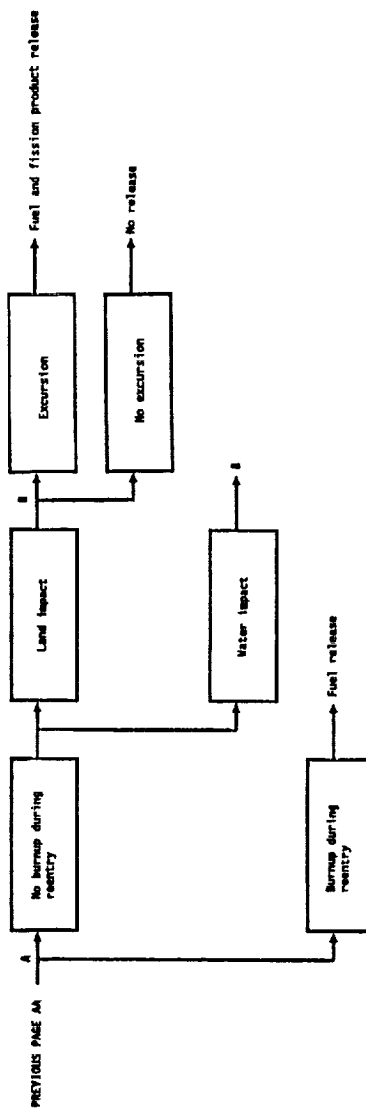 PREVIOUS PAGE AA
A
No burnup during
reentry
Land impact
B
Excursion
Fuel and fission product release
No excursion
No release
Water impact
B
Burnup during
reentry
Fuel release